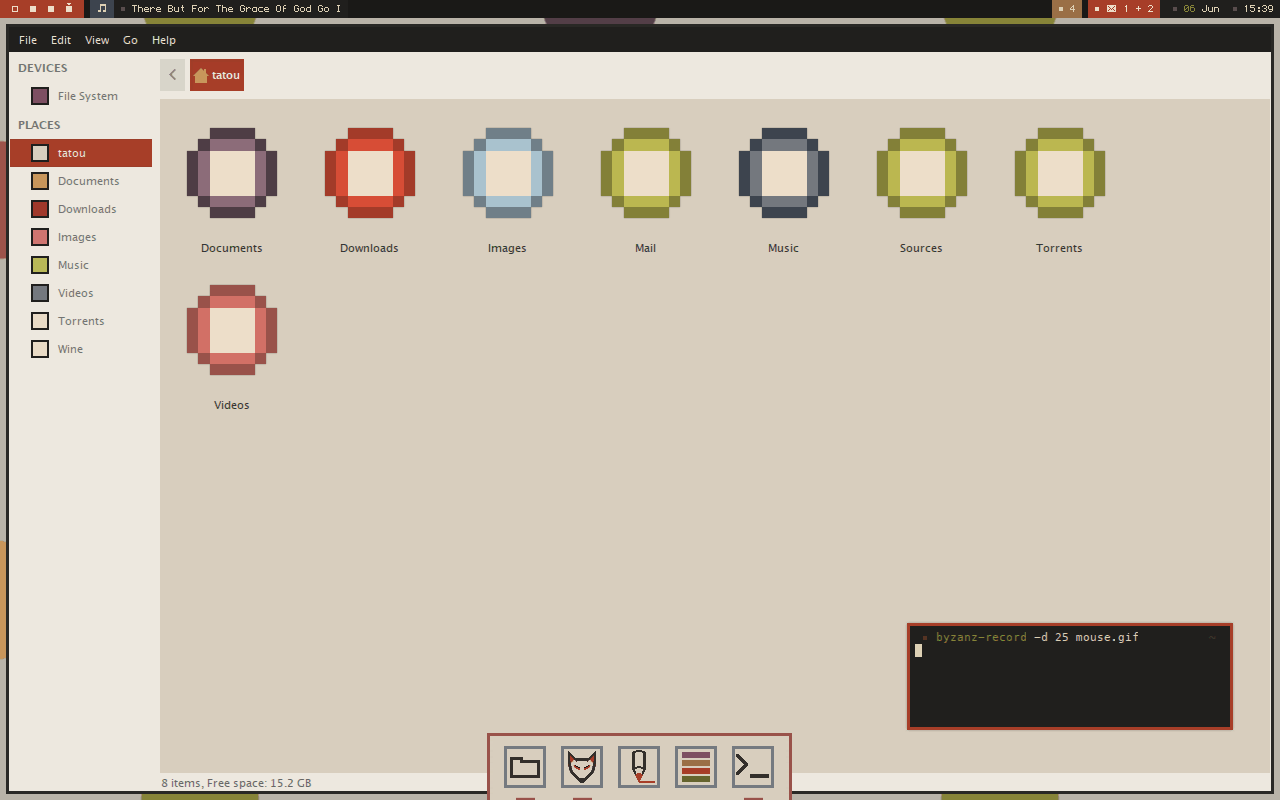 There But For The Grace Of God Go I
4
1 + 2
06 Jun
15:39
File Edit View Go Help
DEVICES
File System
PLACES
tatou
Documents
Downloads
Images
Music
Videos
Torrents
Wine
tatou
Documents Downloads Images Mail Music Sources Torrents
Videos
byzanz-record -d 25 mouse.gif ~
8 items, Free space: 15.2 GB